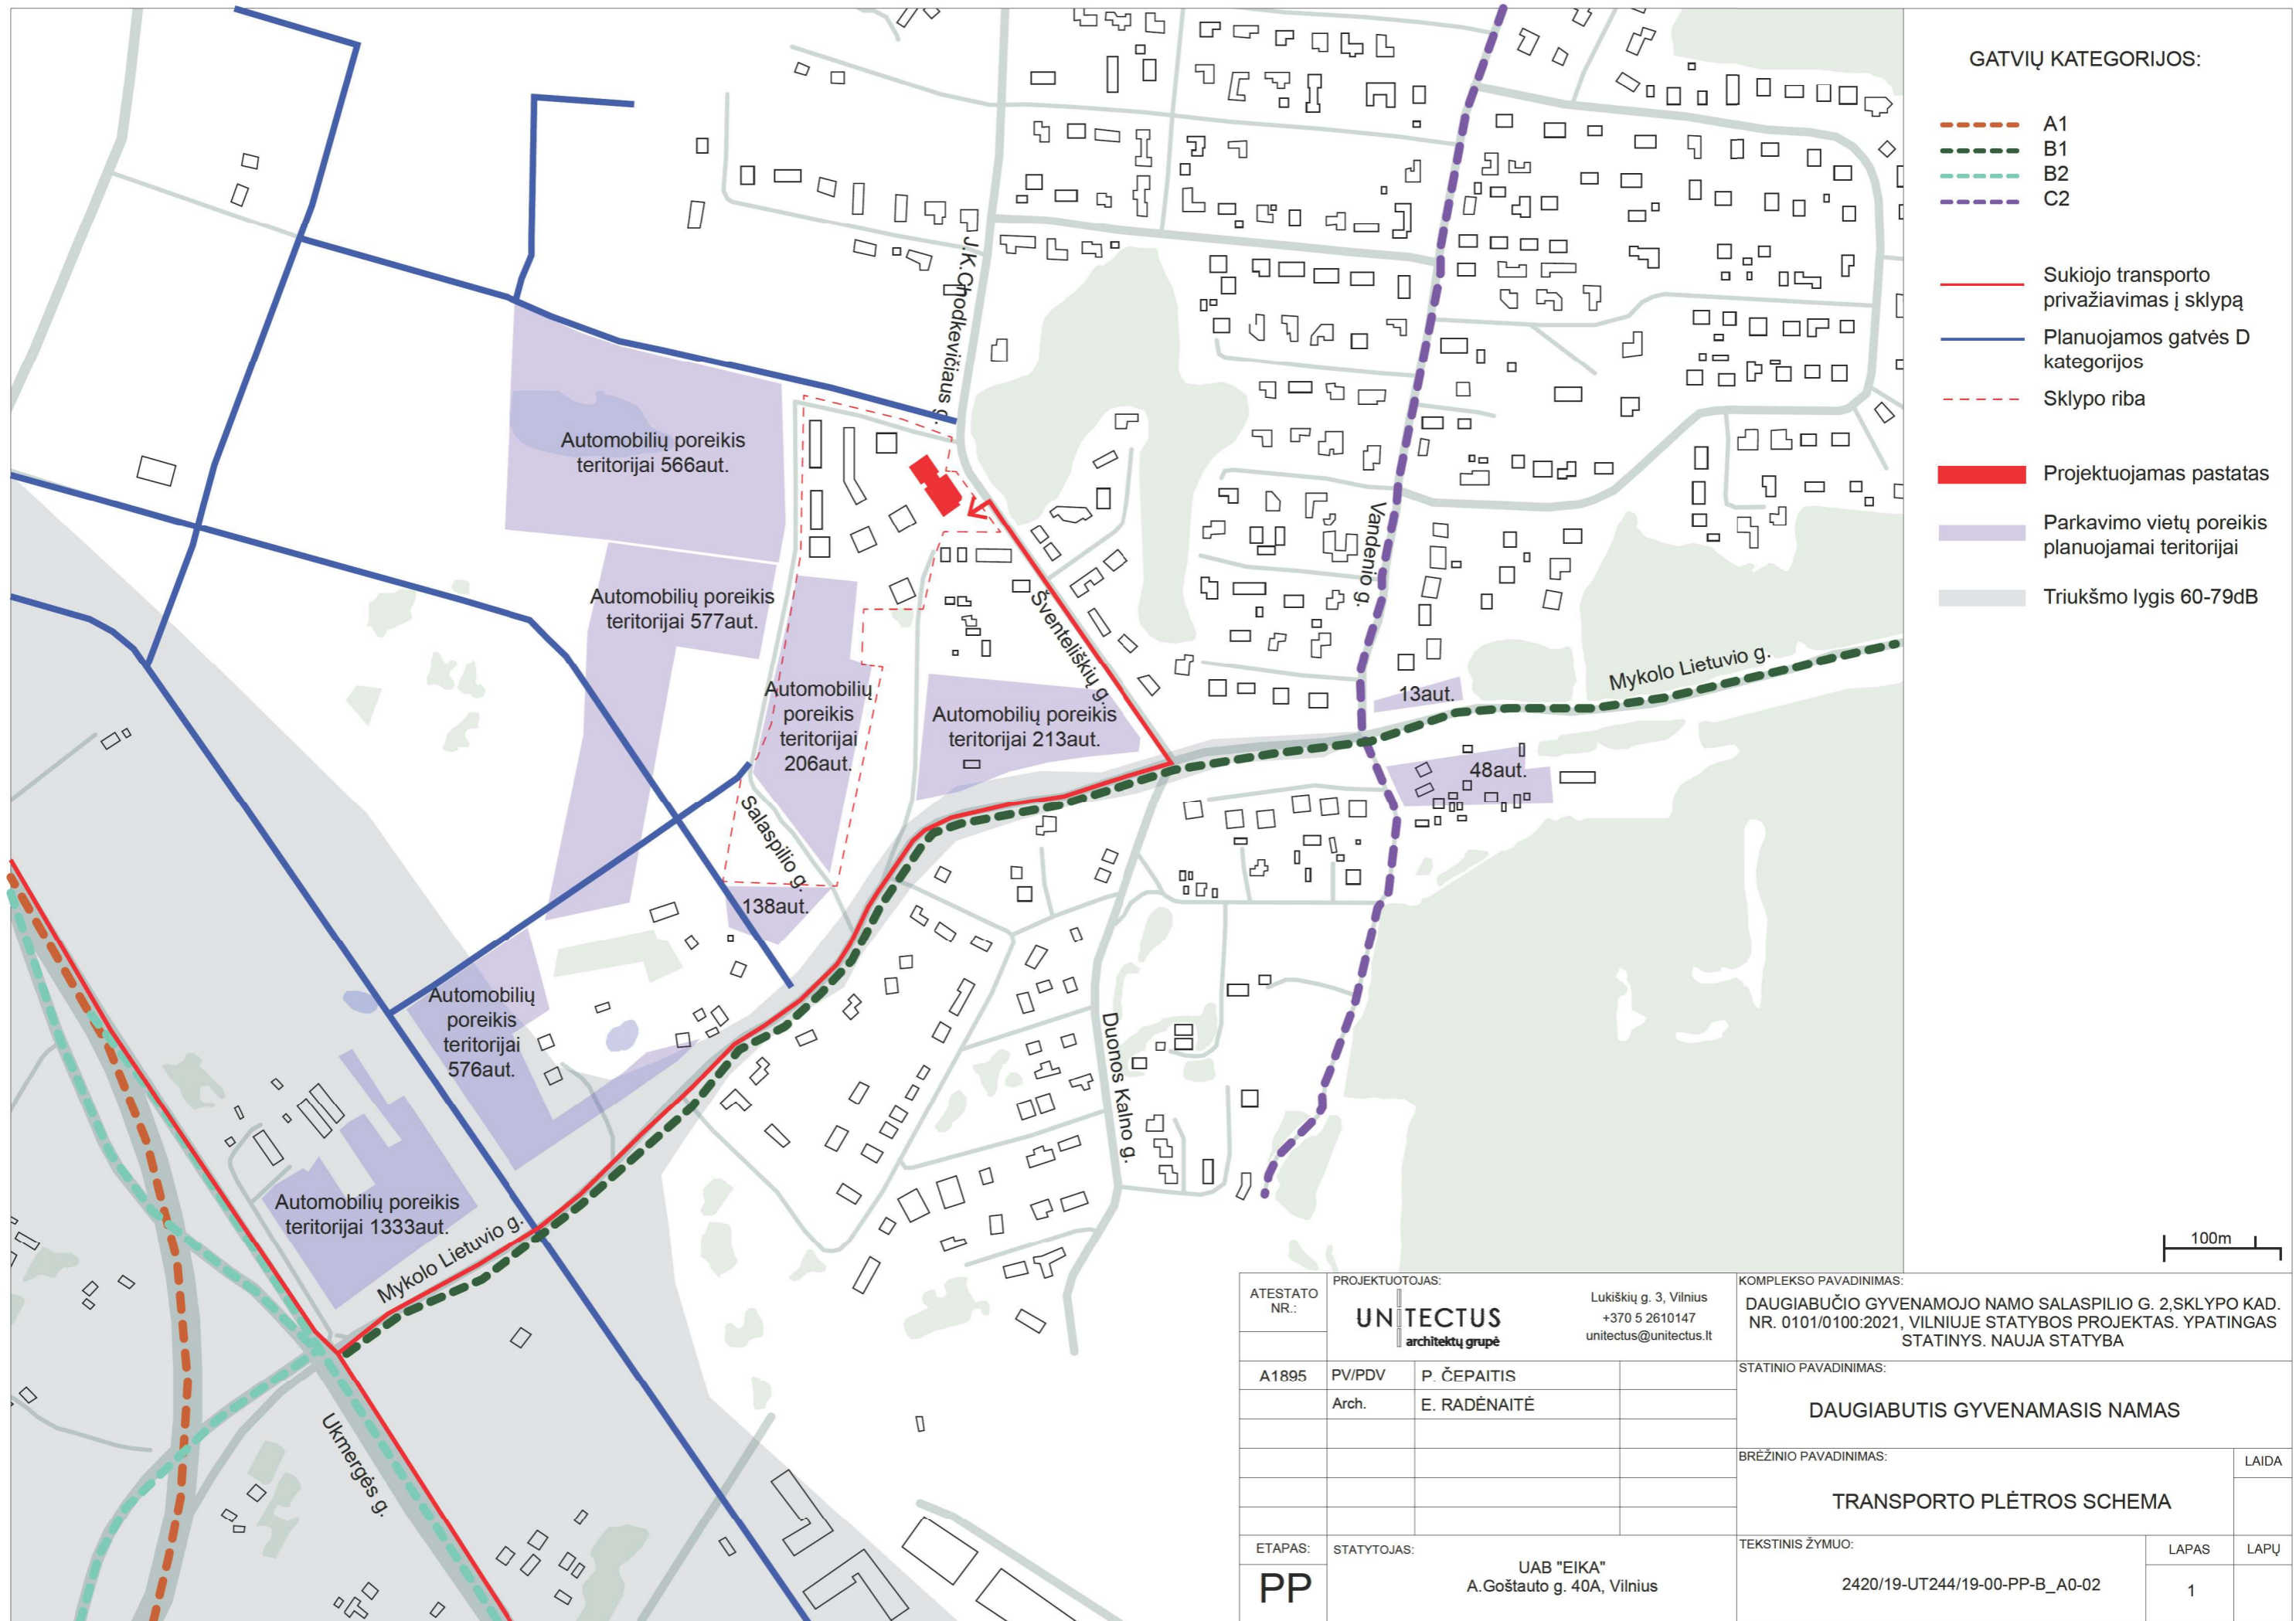 GATVIŲ KATEGORIJOS:
A1
B1
B2
C2
Sukiojo transporto
privažiavimas į sklypą
Planuojamos gatvės D
kategorijos
Sklypo riba
Projektuojamas pastatas
Parkavimo vietų poreikis
planuojamai teritorijai
Triukšmo lygis 60-79dB
J.K.Chodkevičiaus g.
Automobilių poreikis
teritorijai 566aut.
Automobilių poreikis
teritorijai 577aut.
Šventeliškių g.
Vandenio g.
Automobilių
poreikis
teritorijai
206aut.
Automobilių poreikis
teritorijai 213aut.
13aut.
Mykolo Lietuvio g.
48aut.
Salaspilio g.
138aut.
Automobilių
poreikis
teritorijai
576aut.
Duonos Kalno g.
Automobilių poreikis
teritorijai 1333aut.
Mykolo Lietuvio g.
Ukmergės g.
100m
ATESTATO
NR.:
PROJEKTUOTOJAS:
UNITECTUS
architektų grupė
Lukiškių g. 3, Vilnius
+370 5 2610147
unitectus@unitectus.lt
KOMPLEKSO PAVADINIMAS:
DAUGIABUČIO GYVENAMOJO NAMO SALASPILIO G. 2,SKLYPO KAD.
NR. 0101/0100:2021, VILNIUJE STATYBOS PROJEKTAS. YPATINGAS
STATINYS. NAUJA STATYBA
A1895 PV/PDV P. ČEPAITIS
Arch. E. RADĖNAITĖ
STATINIO PAVADINIMAS:
DAUGIABUTIS GYVENAMASIS NAMAS
BRĖŽINIO PAVADINIMAS:
LAIDA
TRANSPORTO PLĖTROS SCHEMA
ETAPAS:
PP
STATYTOJAS:
UAB "EIKA"
A.Goštauto g. 40A, Vilnius
TEKSTINIS ŽYMUO:
2420/19-UT244/19-00-PP-B_A0-02
LAPAS
1
LAPŲ